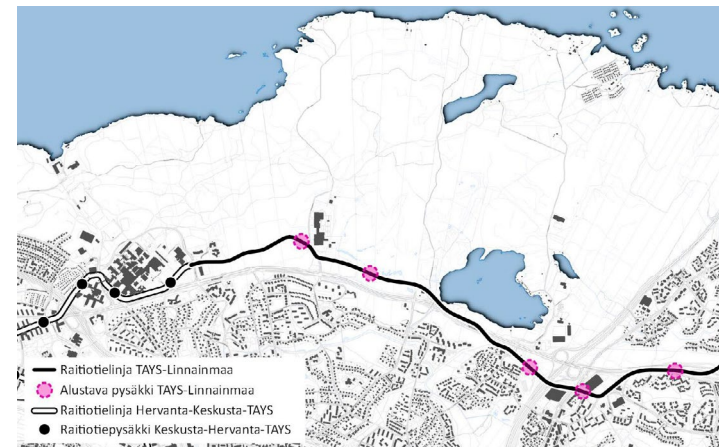 Raitiotielinja TAYS-Linnainmaa
Alustava pysäkki TAYS-Linnainmaa
Raitiotielinja Hervanta-Keskusta-TAYS
Raitiotiepysäkki Keskusta-Hervanta-TAYS